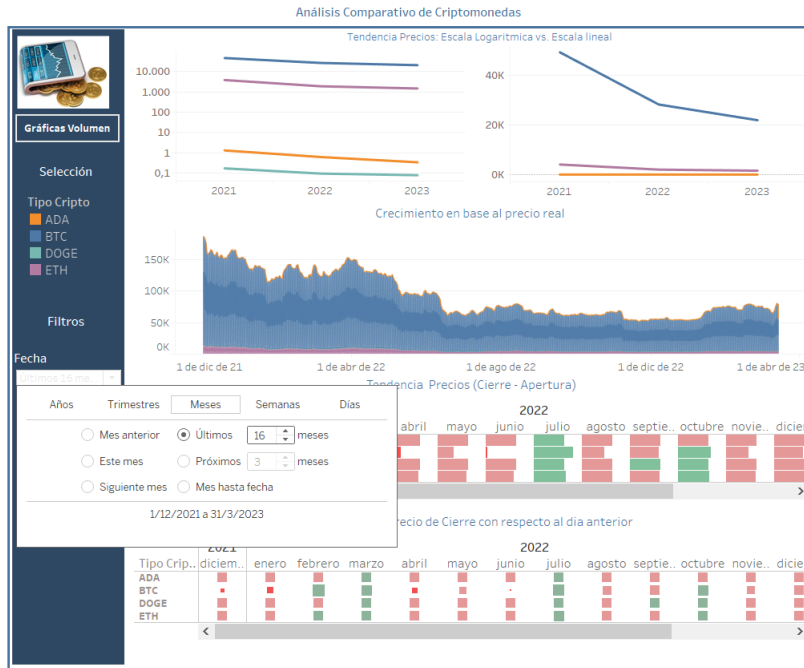 Análisis Comparativo de Criptomonedas
Gráficas Volumen
Selección
Tipo Cripto
ADA
BTC
DOGE
ETH
Filtros
Fecha
Últimos 16 me..
Tendencia Precios: Escala Logaritmica vs. Escala lineal
10.000
1.000
100
10
1
0,1
2021 2022 2023
40K
20K
0K
2021 2022 2023
Crecimiento en base al precio real
150K
100K
50K
0K
1 de dic de 21 1 de abr de 22 1 de ago de 22 1 de dic de 22 1 de abr de 23
Tendencia Precios (Cierre - Apertura)
2022
abril mayo junio julio agosto septie.. octubre novie..
Años Trimestres Meses Semanas Días
Mes anterior Últimos 16 meses
Este mes Próximos 3 meses
Siguiente mes Mes hasta fecha
1/12/2021 a 31/3/2023
recio de Cierre con respecto al dia anterior
2021 2022
Tipo Crip.. diciem.. enero febrero marzo abril mayo junio julio agosto septie.. octubre novie..
ADA
BTC
DOGE
ETH